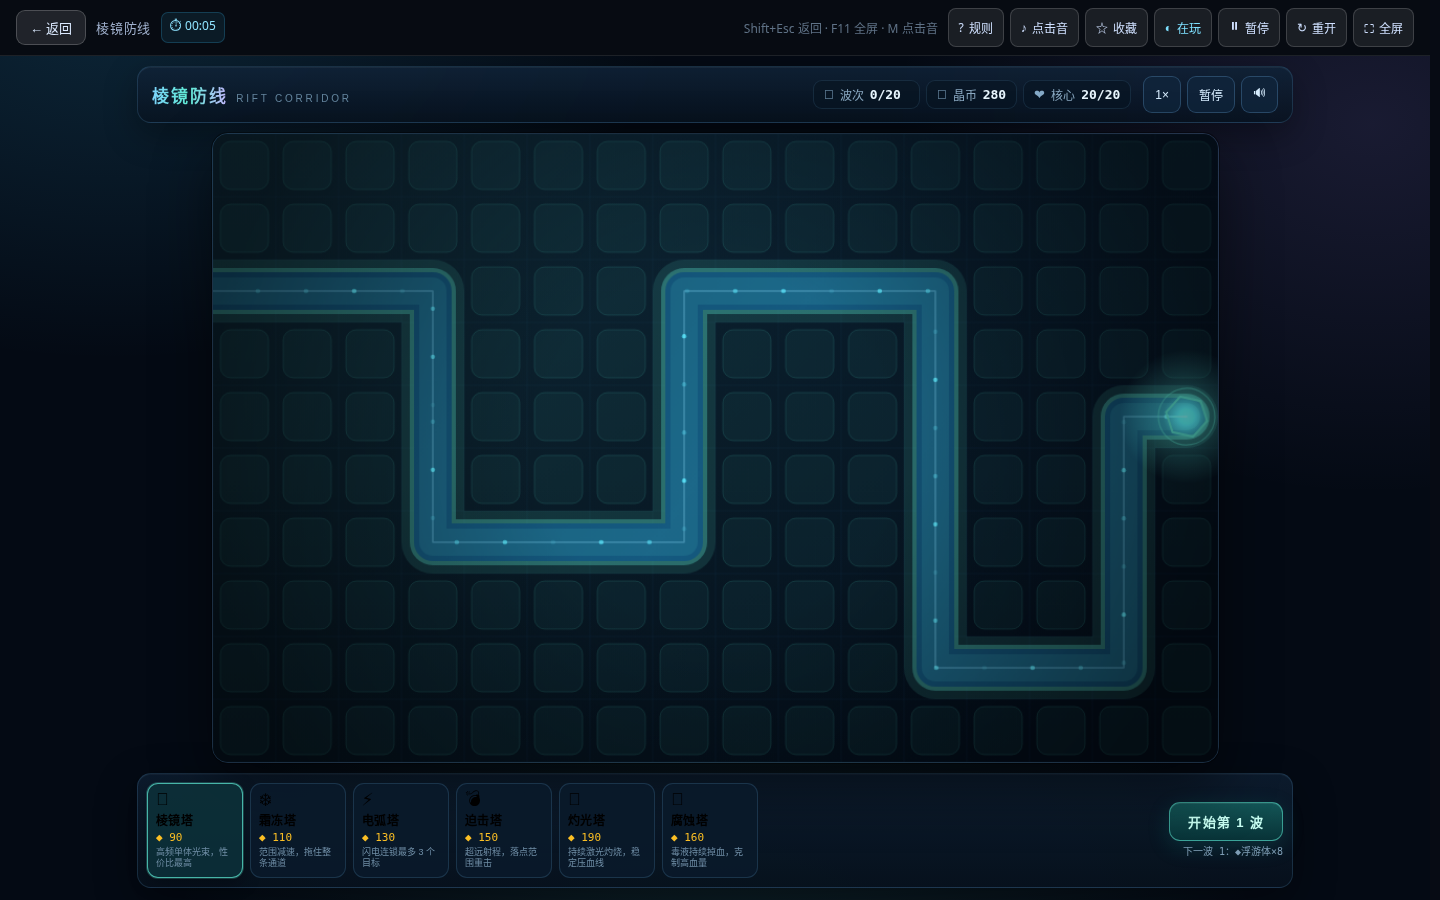 ← 返回 棱镜防线 ⏱ 00:05 Shift+Esc 返回 · F11 全屏 · M 点击音 ? 规则 ♪ 点击音 ☆ 收藏 在玩 ⏸ 暂停 ↻ 重开 ⛶ 全屏
棱镜防线 RIFT CORRIDOR 波次 0/20 晶币 280 ❤ 核心 20/20 1× 暂停
棱镜塔
◆ 90
高频单体光束，性
价比最高
霜冻塔
◆ 110
范围减速，拖住整
条通道
电弧塔
◆ 130
闪电连锁最多 3 个
目标
迫击塔
◆ 150
超远射程，落点范
围重击
灼光塔
◆ 190
持续激光灼烧，稳
定压血线
腐蚀塔
◆ 160
毒液持续掉血，克
制高血量
开始第 1 波
下一波 1: ◆浮游体×8